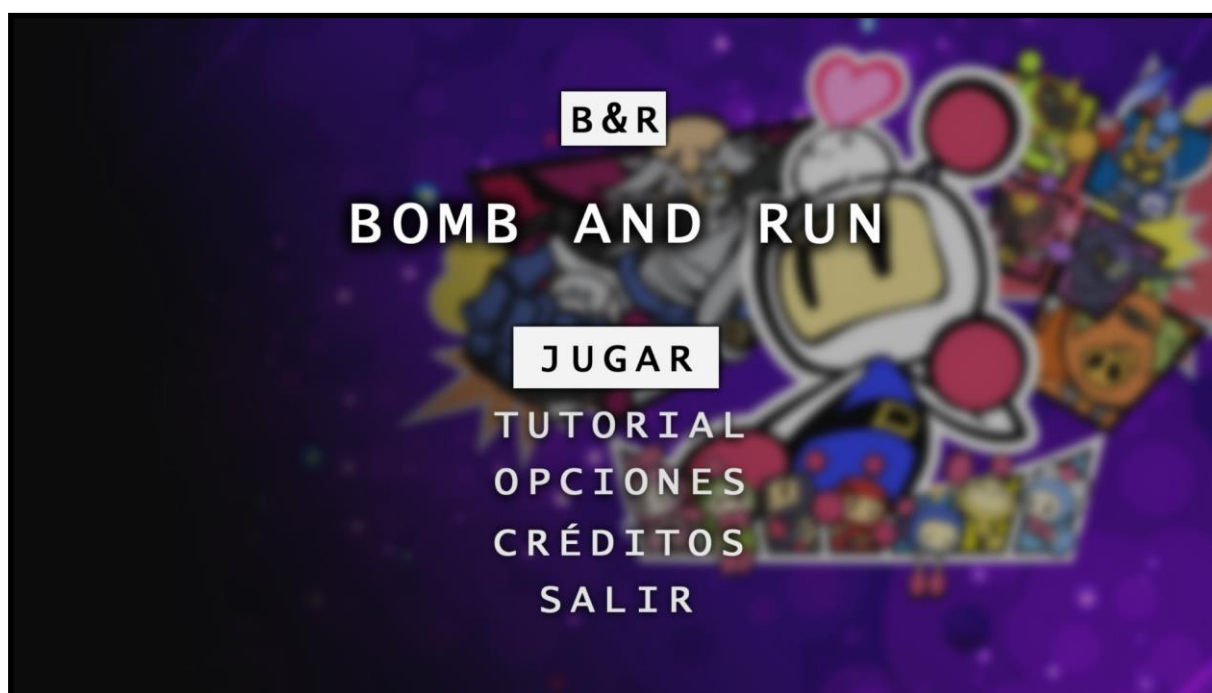 B&R
BOMB AND RUN
JUGAR
TUTORIAL
OPCIONES
CRÉDITOS
SALIR